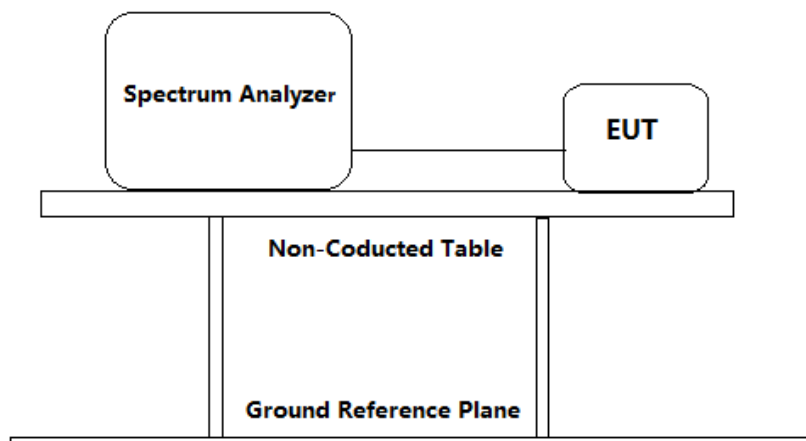 Spectrum Analyzer
EUT
Non-Coducted Table
Ground Reference Plane